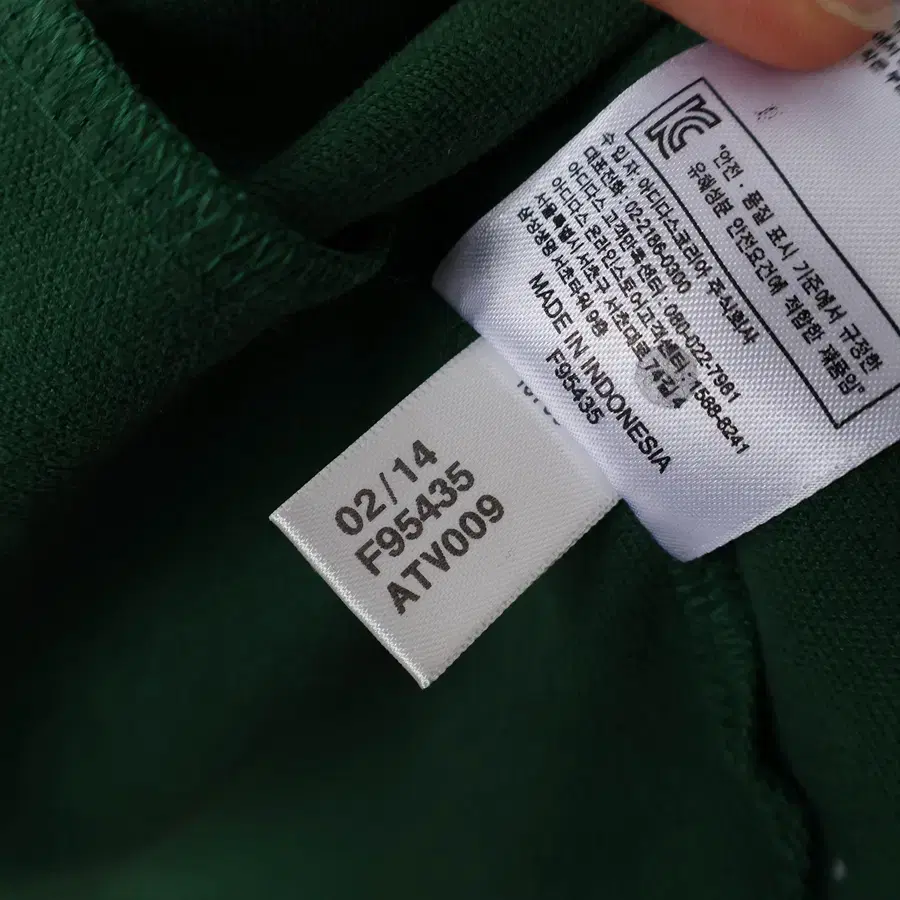 "안전 · 품질 표시 기준에서 규정한
유해성분 안전요건에 적합한 제품임"
수입자: 아디다스코리아 주식회사
대표전화: 02-2186-0300
아디다스 고객만족센터: 080-022-7981
아디다스온라인스토어고객센터: 1588-8241
서울특별시 서초구 서초대로 74길 4
삼성생명서초타워 9층
MADE IN INDONESIA
F95435
02/14
F95435
ATV009